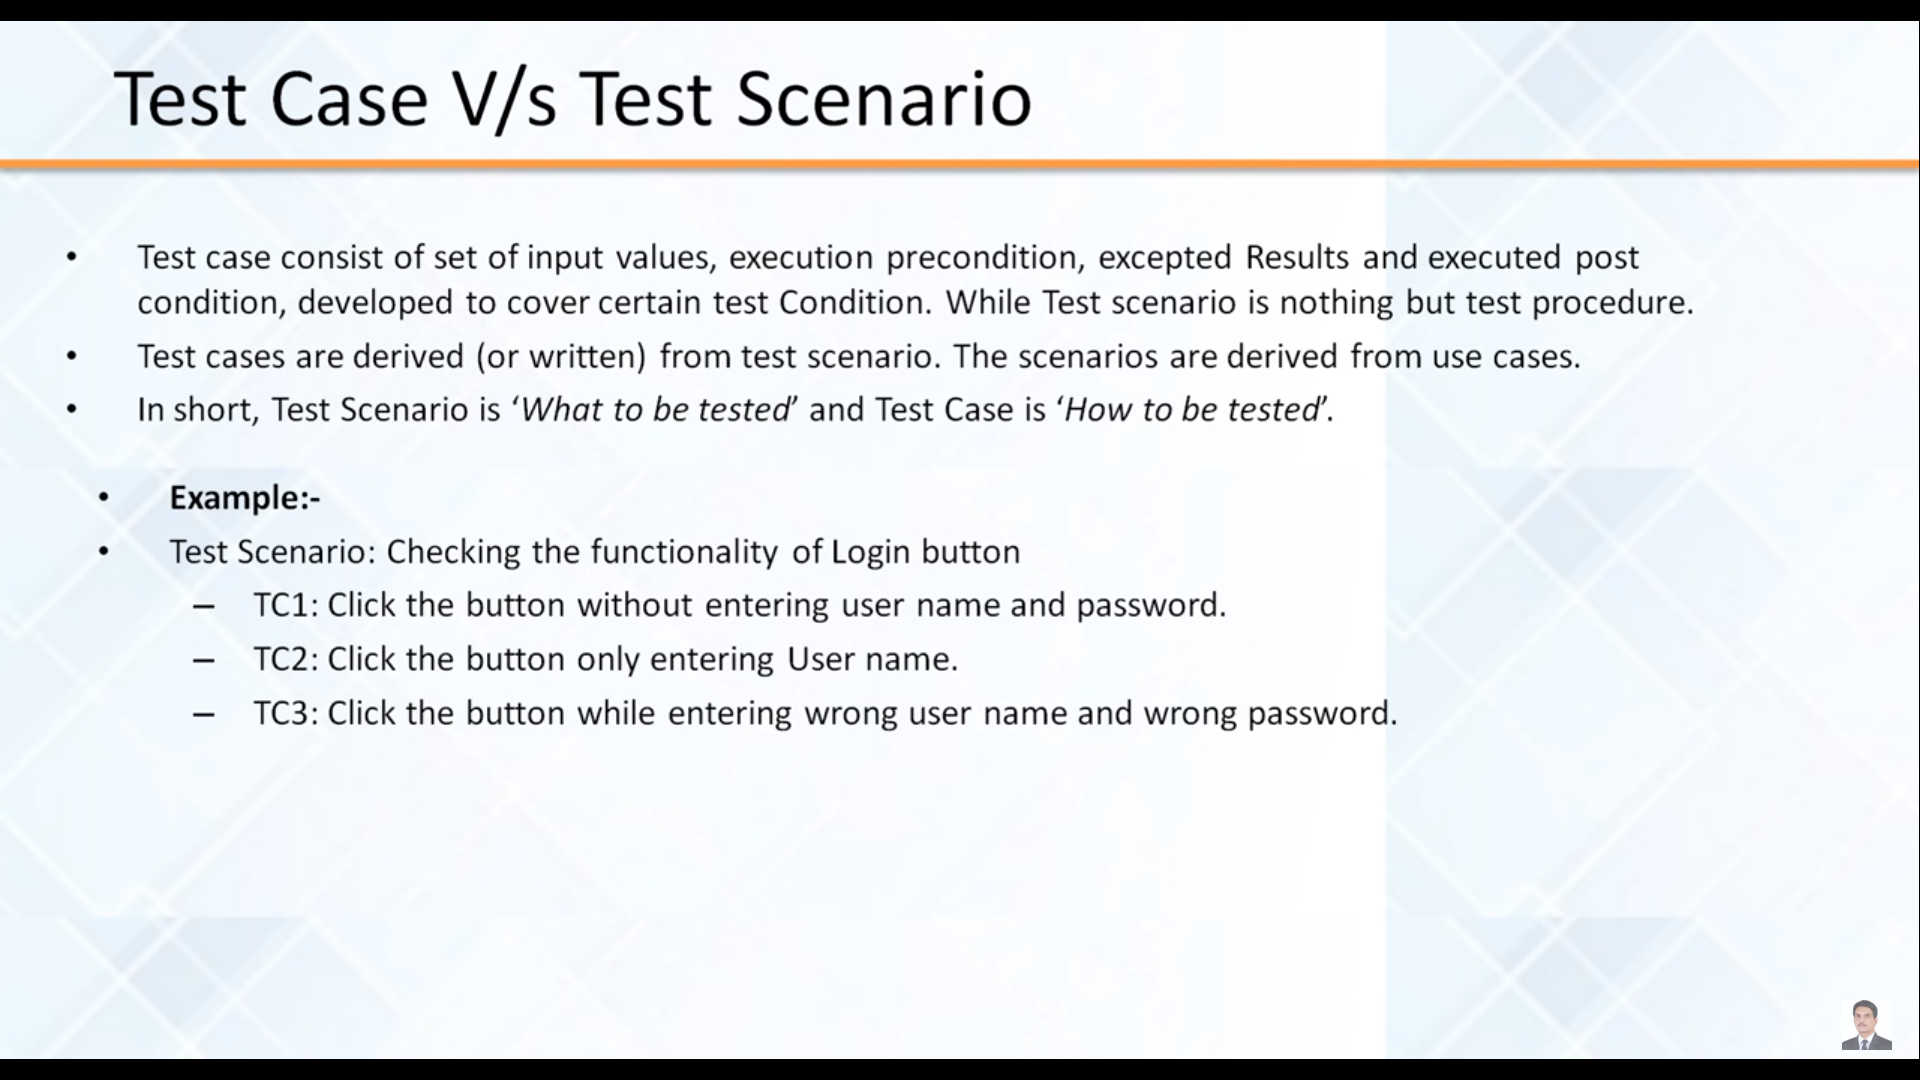 Test Case V/s Test Scenario
• Test case consist of set of input values, execution precondition, excepted Results and executed post
condition, developed to cover certain test Condition. While Test scenario is nothing but test procedure.
• Test cases are derived (or written) from test scenario. The scenarios are derived from use cases.
• In short, Test Scenario is ‘What to be tested’ and Test Case is ‘How to be tested’.
• Example:-
• Test Scenario: Checking the functionality of Login button
– TC1: Click the button without entering user name and password.
– TC2: Click the button only entering User name.
– TC3: Click the button while entering wrong user name and wrong password.